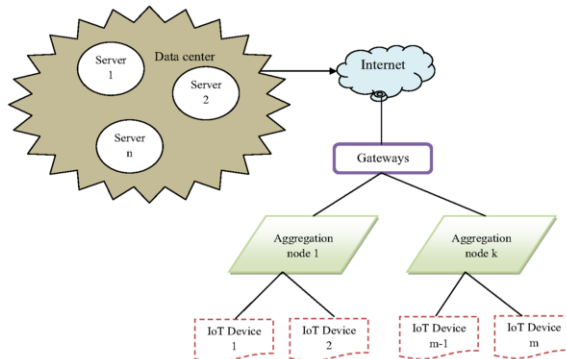 Data center
Server
1
Server
2
Server
n
Internet
Gateways
Aggregation
node 1
Aggregation
node k
IoT Device
1
IoT Device
2
IoT Device
m-1
IoT Device
m